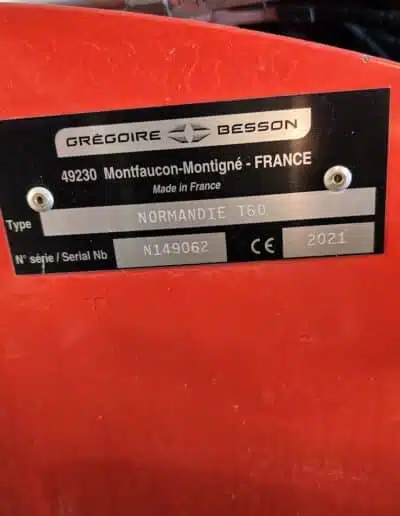 GRÉGOIRE BESSON
49230 Montfaucon-Montigné - FRANCE
Made in France
Type NORMANDIE T60
N° série / Serial Nb N149062 CE 2021